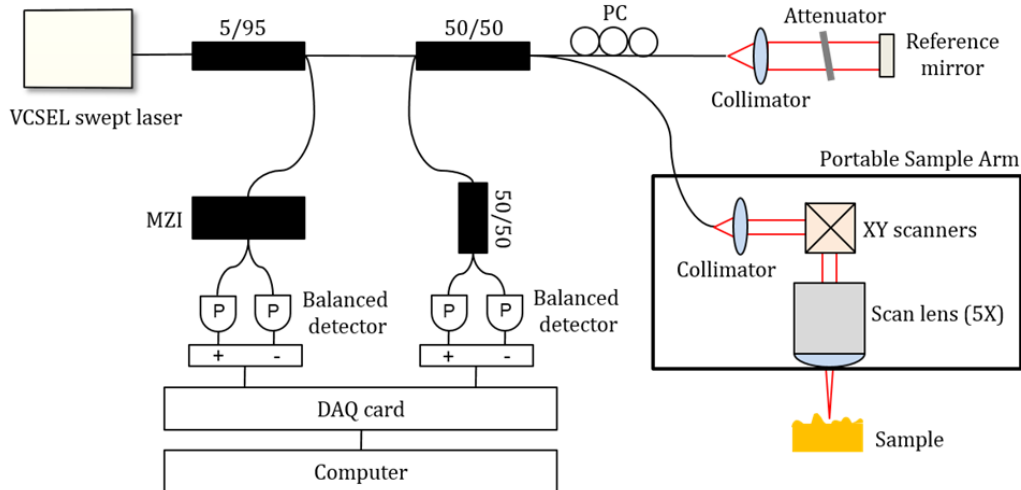 5/95
50/50
PC
Attenuator
Reference
mirror
Collimator
VCSEL swept laser
Portable Sample Arm
MZI
50/50
XY scanners
Collimator
P
P
Balanced
detector
P
P
Balanced
detector
Scan lens (5X)
+
-
+
-
DAQ card
Sample
Computer